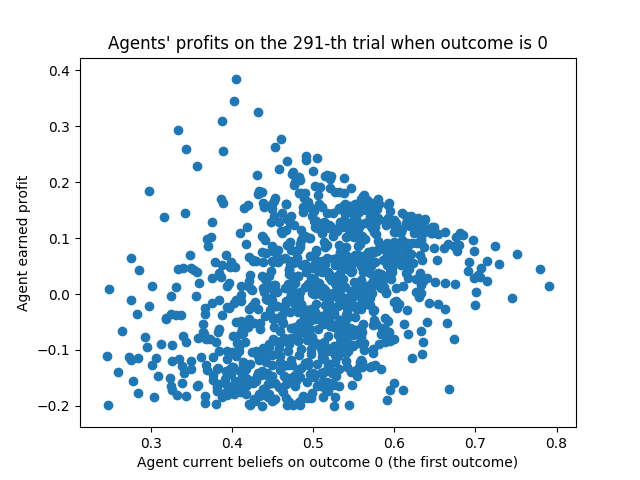 Agents' profits on the 291-th trial when outcome is 0
0.4
0.3
0.2
0.1
0.0
−0.1
−0.2
Agent earned profit
0.3 0.4 0.5 0.6 0.7 0.8
Agent current beliefs on outcome 0 (the first outcome)